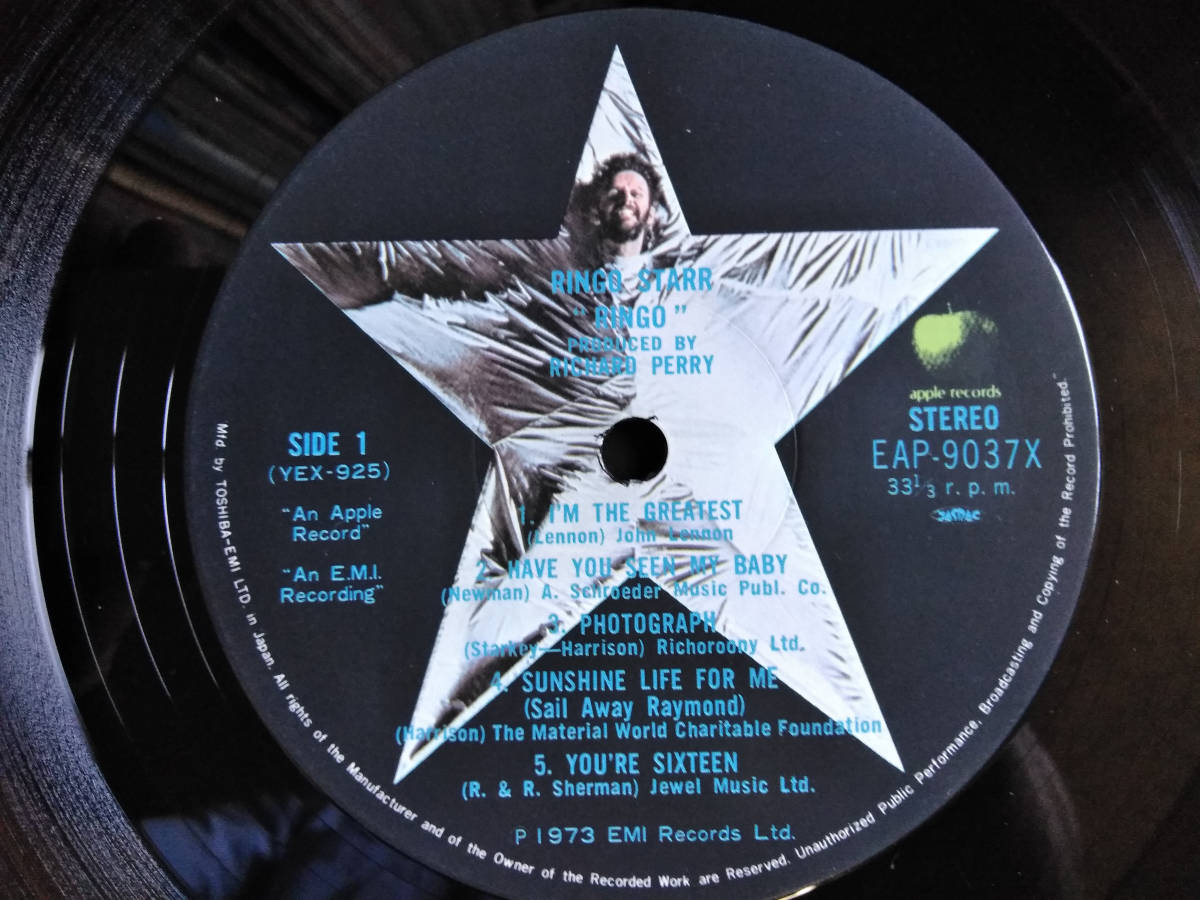 RINGO STARR
"RINGO"
PRODUCED BY
RICHARD PERRY
apple records
STEREO
EAP-9037X
33⅓ r. p. m.
JASRAC
SIDE 1
(YEX-925)
"An Apple
Record"
"An E.M.I.
Recording"
1. I'M THE GREATEST
(Lennon) John Lennon
2. HAVE YOU SEEN MY BABY
(Newman) A. Schroeder Music Publ. Co.
3. PHOTOGRAPH
(Starkey—Harrison) Richoroony Ltd.
4. SUNSHINE LIFE FOR ME
(Sail Away Raymond)
(Harrison) The Material World Charitable Foundation
5. YOU'RE SIXTEEN
(R. & R. Sherman) Jewel Music Ltd.
P 1973 EMI Records Ltd.
Mfd by TOSHIBA-EMI LTD. in Japan. All rights of the Manufacturer and of the Owner of the Recorded Work are Reserved. Unauthorized Public Performance, Broadcasting and Copying of the Record Prohibited."